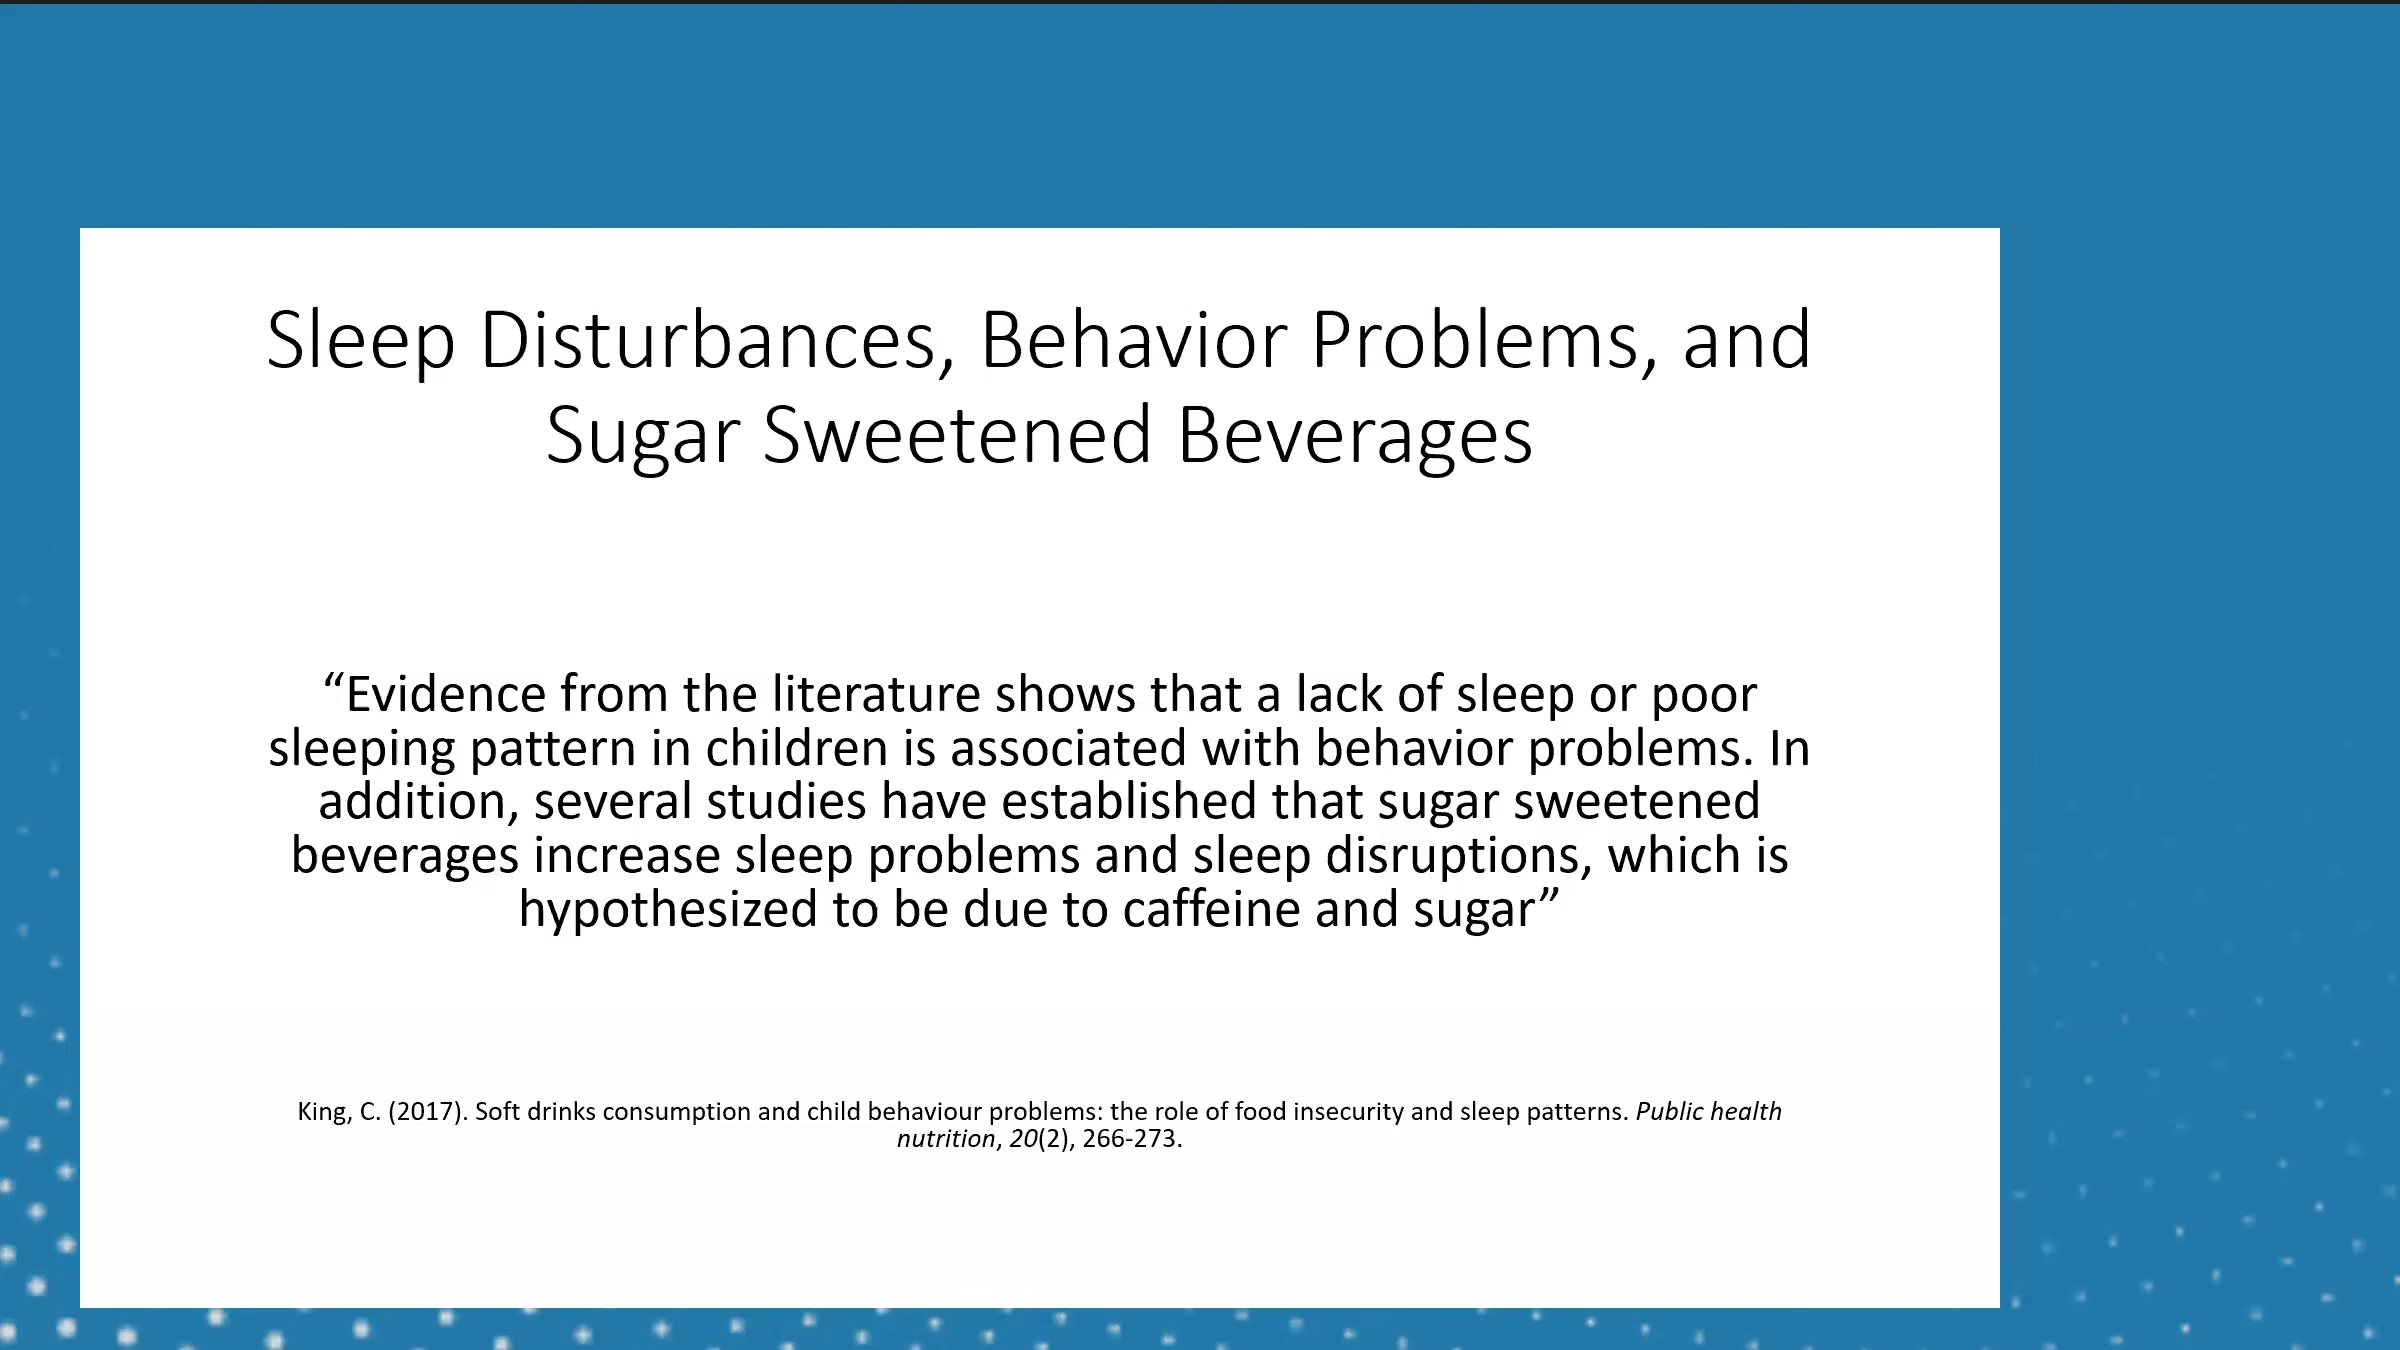 Sleep Disturbances, Behavior Problems, and
Sugar Sweetened Beverages
“Evidence from the literature shows that a lack of sleep or poor
sleeping pattern in children is associated with behavior problems. In
addition, several studies have established that sugar sweetened
beverages increase sleep problems and sleep disruptions, which is
hypothesized to be due to caffeine and sugar”
King, C. (2017). Soft drinks consumption and child behaviour problems: the role of food insecurity and sleep patterns. Public health
nutrition, 20(2), 266-273.